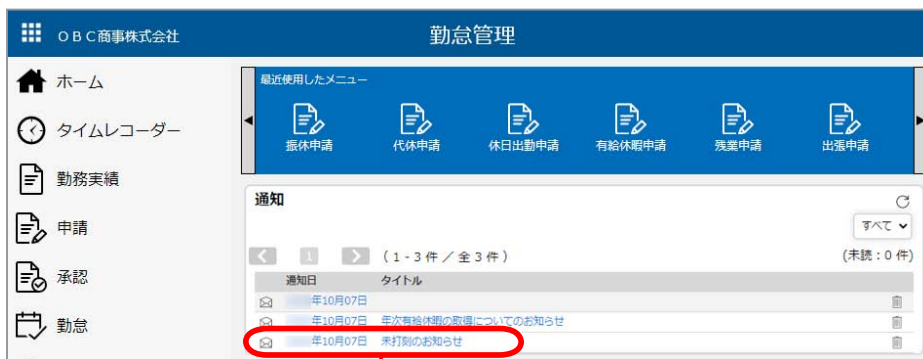 ＯＢＣ商事株式会社
勤怠管理
ホーム
タイムレコーダー
勤務実績
申請
承認
勤怠
最近使用したメニュー
振休申請
代休申請
休日出勤申請
有給休暇申請
残業申請
出張申請
通知
すべて
1
(1-3件／全3件)
(未読：0件)
通知日 タイトル
年10月07日
年10月07日 年次有給休暇の取得についてのお知らせ
年10月07日 未打刻のお知らせ